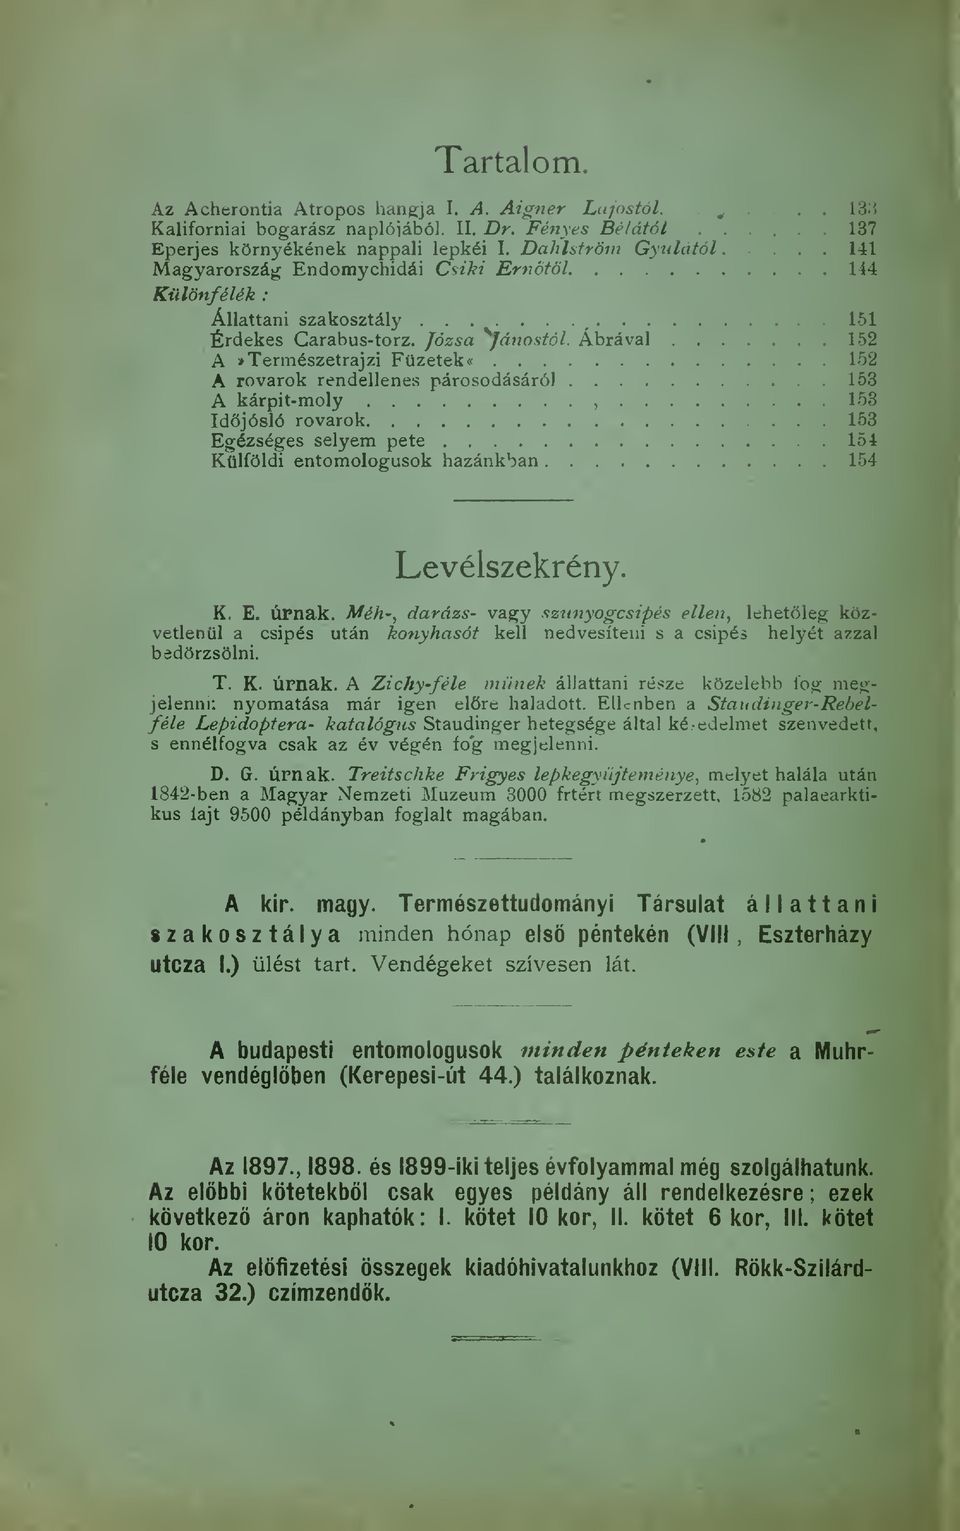 Tartalom.
Az Acherontia Atropos hangja I. A. Aigner Lajostól. . . 133
Kaliforniai bogarász naplójából. II. Dr. Fényes Bélától . . . . . . 137
Eperjes környékének nappali lepkéi I. Dahlström Gyulától. . . . . 141
Magyarország Endomychidái Csiki Ernőtől. . . . . . . . . . . 144
Különfélék :
Állattani szakosztály . . . . . . . . . . . . . . . . . 151
Érdekes Carabus-torz. Józsa Jánostól. Ábrával . . . . . . . 152
A »Természetrajzi Füzetek« . . . . . . . . . . . . . . 152
A rovarok rendellenes párosodásáról . . . . . . . . . . . 153
A kárpit-moly . . . . . . . . . , . . . . . . . . . . 153
Időjósló rovarok. . . . . . . . . . . . . . . . . . . . 153
Egézséges selyem pete . . . . . . . . . . . . . . . . 154
Külföldi entomologusok hazánkban . . . . . . . . . . . . 154
Levélszekrény.
K. E. úrnak. Méh-, darázs- vagy szunyogcsipés ellen, lehetőleg köz-
vetlenül a csipés után konyhasót kell nedvesíteni s a csipés helyét azzal
bedörzsölni.
T. K. úrnak. A Zichy-féle műnek állattani része közelebb fog meg-
jelenni; nyomatása már igen előre haladott. Ellenben a Staudinger-Rebel-
féle Lepidoptera- katalógus Staudinger hetegsége által késedelmet szenvedett,
s ennélfogva csak az év végén fog megjelenni.
D. G. úrnak. Treitschke Frigyes lepkegyűjteménye, melyet halála után
1842-ben a Magyar Nemzeti Muzeum 3000 frtért megszerzett, 1582 palaearkti-
kus fajt 9500 példányban foglalt magában.
A kir. magy. Természettudományi Társulat állattani
szakosztálya minden hónap első péntekén (VIII, Eszterházy
utcza I.) ülést tart. Vendégeket szívesen lát.
A budapesti entomologusok minden pénteken este a Muhr-
féle vendéglőben (Kerepesi-út 44.) találkoznak.
Az 1897., 1898. és 1899-iki teljes évfolyammal még szolgálhatunk.
Az előbbi kötetekből csak egyes példány áll rendelkezésre; ezek
következő áron kaphatók: I. kötet 10 kor, II. kötet 6 kor, III. kötet
10 kor.
Az előfizetési összegek kiadóhivatalunkhoz (VIII. Rökk-Szilárd-
utcza 32.) czímzendők.